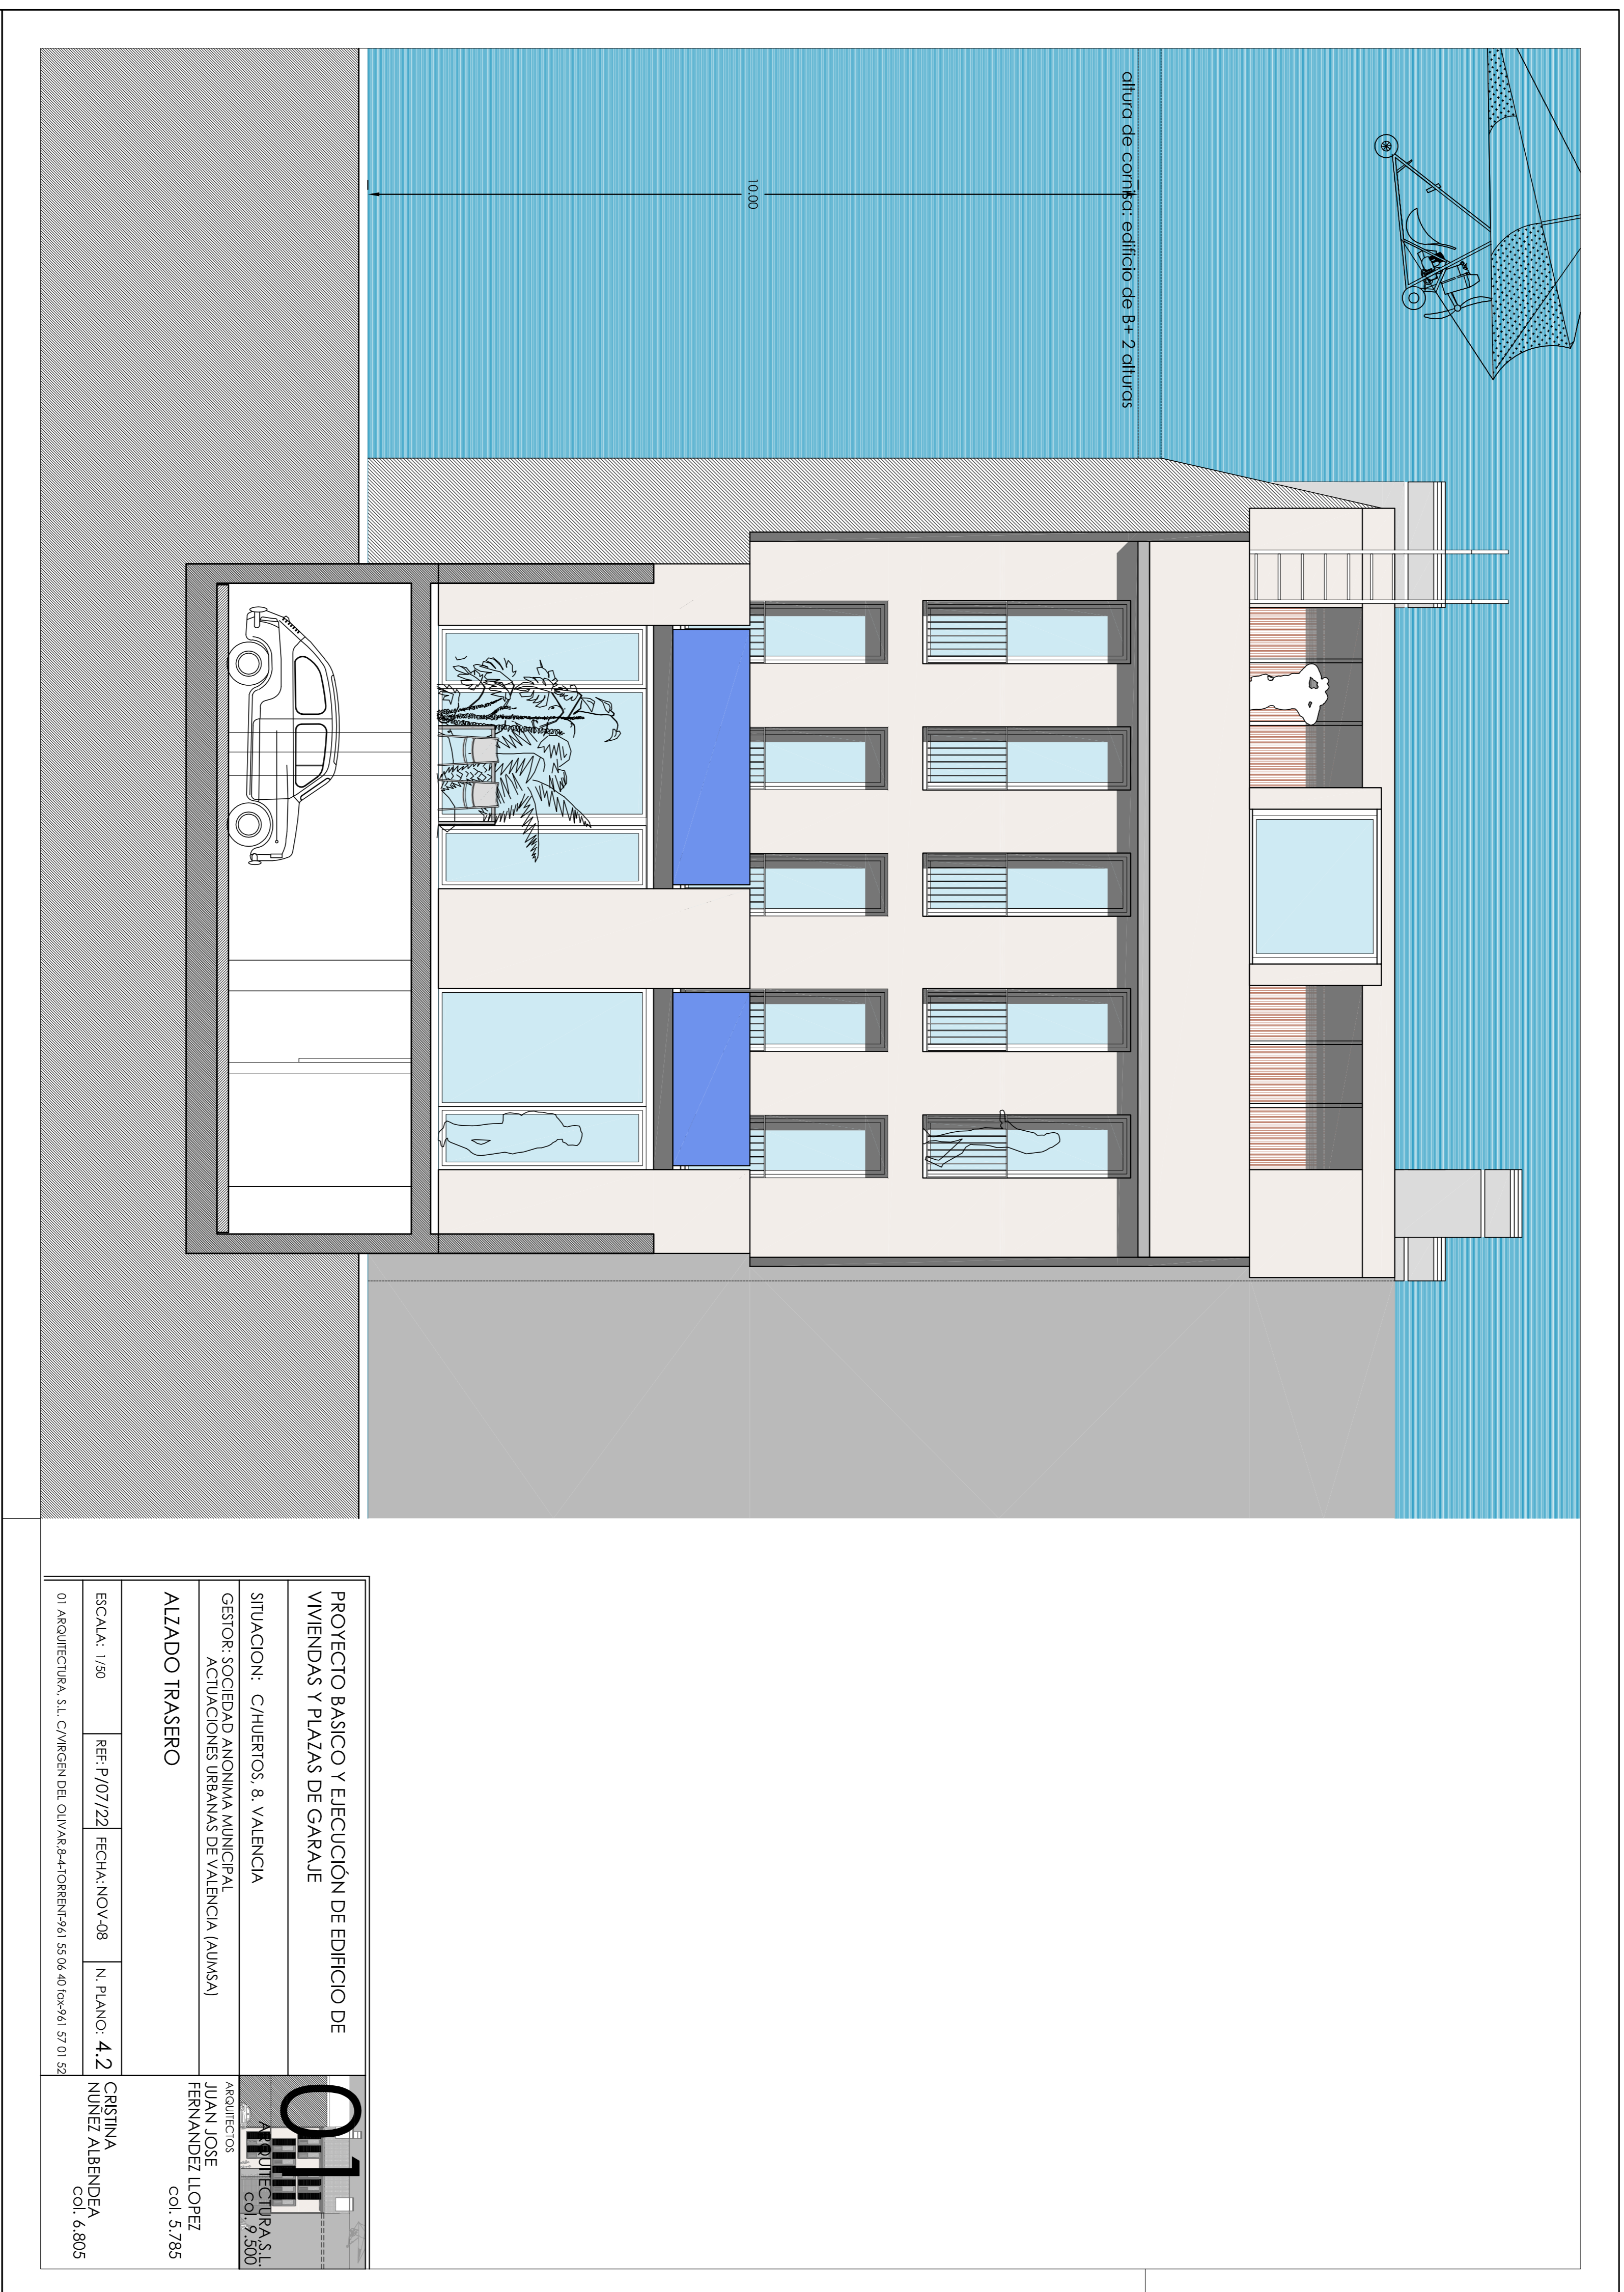 altura de cornisa: edificio de B+ 2 alturas
10.00
PROYECTO BASICO Y EJECUCIÓN DE EDIFICIO DE
VIVIENDAS Y PLAZAS DE GARAJE
SITUACION: C/HUERTOS, 8. VALENCIA
GESTOR: SOCIEDAD ANONIMA MUNICIPAL
ACTUACIONES URBANAS DE VALENCIA (AUMSA)
ALZADO TRASERO
ESCALA: 1/50
REF: P/07/22
FECHA: NOV-08
N. PLANO: 4.2
01 ARQUITECTURA, S.L. C/VIRGEN DEL OLIVAR,8-4-TORRENT-961 55 06 40 fax-961 57 01 52
01
ARQUITECTURA,S.L.
col. 9.500
ARQUITECTOS
JUAN JOSE
FERNANDEZ LLOPEZ
col. 5.785
CRISTINA
NUÑEZ ALBENDEA
col. 6.805